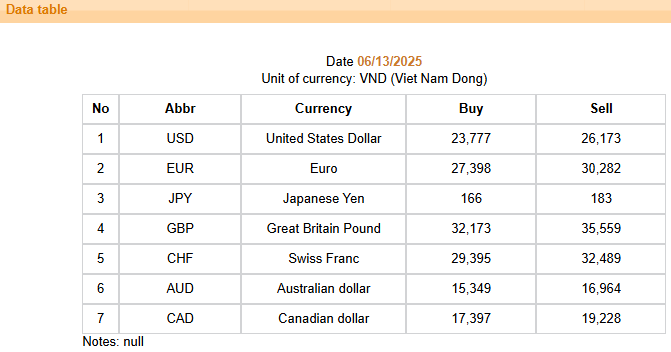 Data table
Date 06/13/2025
Unit of currency: VND (Viet Nam Dong)
No Abbr Currency Buy Sell
1 USD United States Dollar 23,777 26,173
2 EUR Euro 27,398 30,282
3 JPY Japanese Yen 166 183
4 GBP Great Britain Pound 32,173 35,559
5 CHF Swiss Franc 29,395 32,489
6 AUD Australian dollar 15,349 16,964
7 CAD Canadian dollar 17,397 19,228
Notes: null